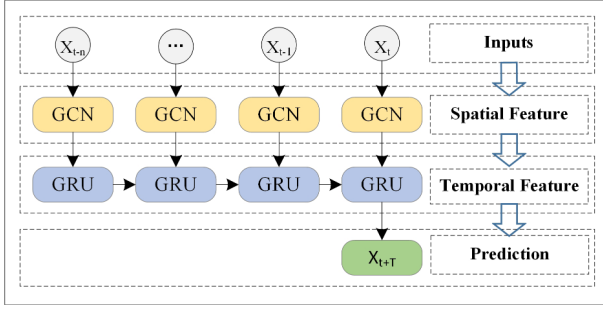 X_{t-n} ... X_{t-1} X_t Inputs
GCN GCN GCN GCN Spatial Feature
GRU GRU GRU GRU Temporal Feature
X_{t+T} Prediction